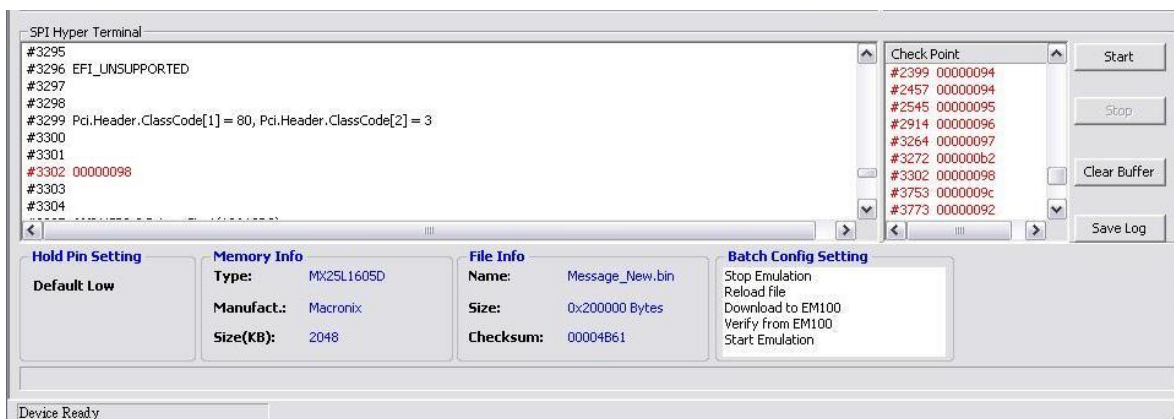 SPI Hyper Terminal
#3295
#3296 EFI_UNSUPPORTED
#3297
#3298
#3299 Pci.Header.ClassCode[1] = 80, Pci.Header.ClassCode[2] = 3
#3300
#3301
#3302 00000098
#3303
#3304
Check Point
#2399 00000094
#2457 00000094
#2545 00000095
#2914 00000096
#3264 00000097
#3272 000000b2
#3302 00000098
#3753 0000009c
#3773 00000092
Start
Stop
Clear Buffer
Save Log
Hold Pin Setting
Default Low
Memory Info
Type: MX25L1605D
Manufact.: Macronix
Size(KB): 2048
File Info
Name: Message_New.bin
Size: 0x200000 Bytes
Checksum: 00004B61
Batch Config Setting
Stop Emulation
Reload file
Download to EM100
Verify from EM100
Start Emulation
Device Ready